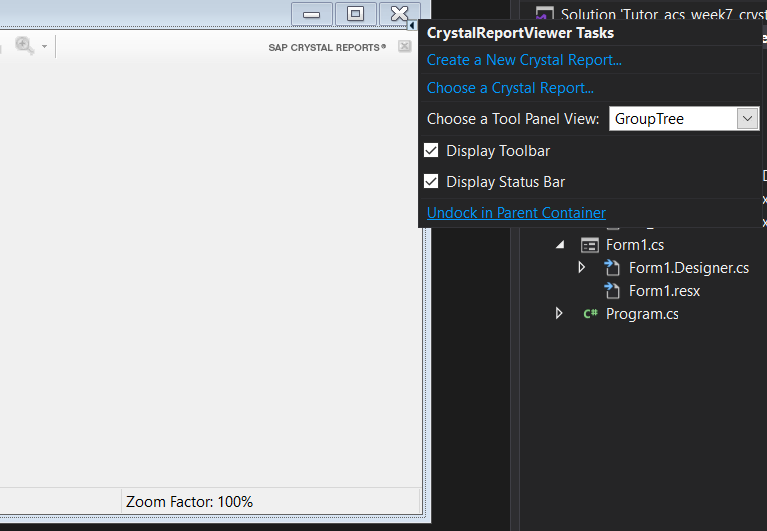 Solution 'Tutor_acs_week7_cryst
SAP CRYSTAL REPORTS®
CrystalReportViewer Tasks
Create a New Crystal Report...
Choose a Crystal Report...
Choose a Tool Panel View: GroupTree
Display Toolbar
Display Status Bar
Undock in Parent Container
Form1.cs
Form1.Designer.cs
Form1.resx
C# Program.cs
Zoom Factor: 100%